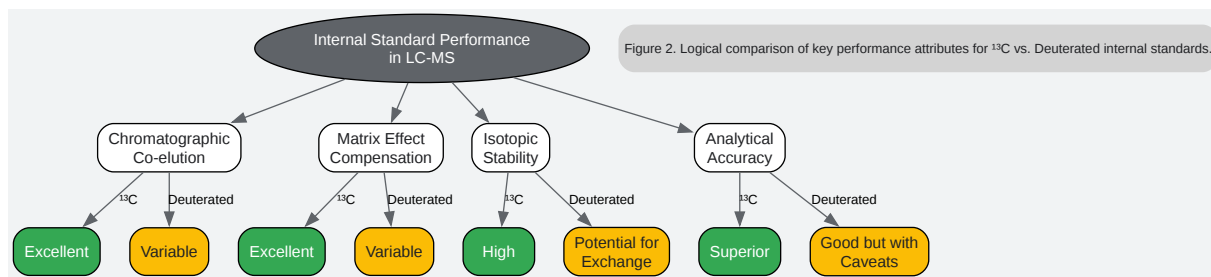 Internal Standard Performance
in LC-MS
Figure 2. Logical comparison of key performance attributes for ¹³C vs. Deuterated internal standards.
Chromatographic
Co-elution
Matrix Effect
Compensation
Isotopic
Stability
Analytical
Accuracy
¹³C
Deuterated
¹³C
Deuterated
¹³C
Deuterated
¹³C
Deuterated
Excellent
Variable
Excellent
Variable
High
Potential for
Exchange
Superior
Good but with
Caveats